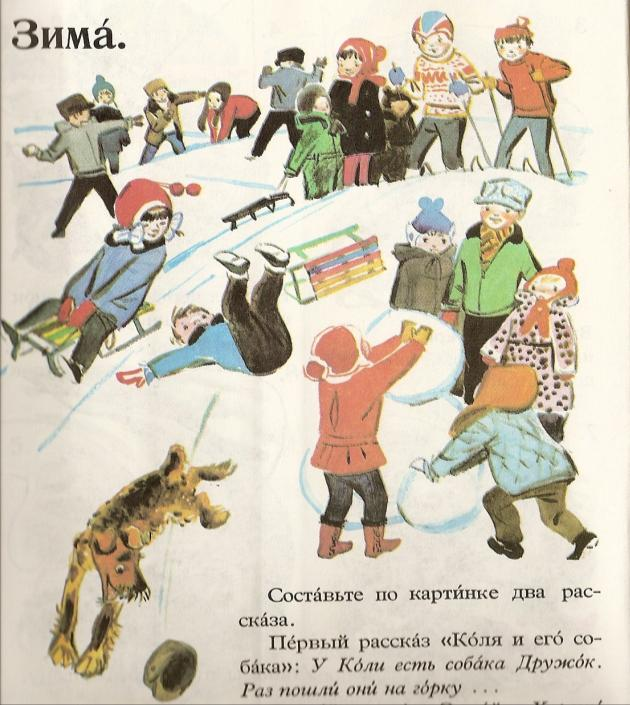 Зима́.
Соста́вьте по карти́нке два рас-
ска́за.
Пе́рвый расска́з «Ко́ля и его́ со-
ба́ка»: У Ко́ли есть соба́ка Дружо́к.
Раз пошли́ они́ на го́рку ...